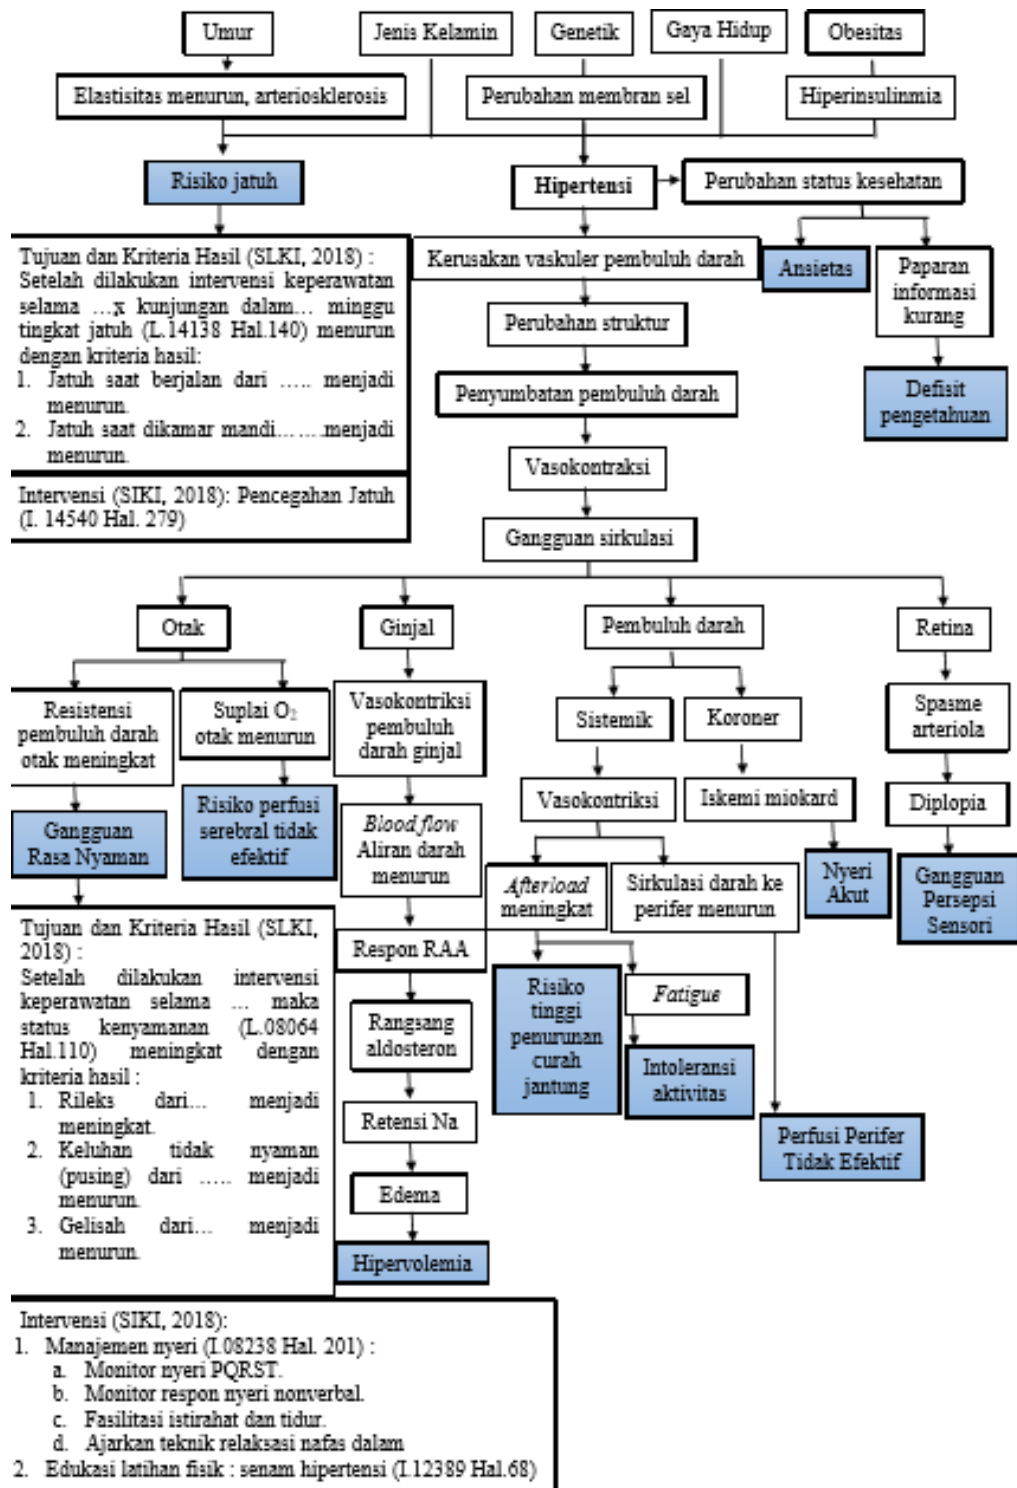 Umur
Jenis Kelamin
Genetik
Gaya Hidup
Obesitas
Elastisitas menurun, arteriosklerosis
Perubahan membran sel
Hiperinsulinmia
Risiko jatuh
Hipertensi
Perubahan status kesehatan
Tujuan dan Kriteria Hasil (SLKI, 2018) :
Setelah dilakukan intervensi keperawatan
selama ...x kunjungan dalam... minggu
tingkat jatuh (L.14138 Hal.140) menurun
dengan kriteria hasil:
1. Jatuh saat berjalan dari ..... menjadi
menurun.
2. Jatuh saat dikamar mandi... ....menjadi
menurun.
Intervensi (SIKI, 2018): Pencegahan Jatuh
(I. 14540 Hal. 279)
Kerusakan vaskuler pembuluh darah
Ansietas
Paparan
informasi
kurang
Perubahan struktur
Defisit
pengetahuan
Penyumbatan pembuluh darah
Vasokontraksi
Gangguan sirkulasi
Otak
Ginjal
Pembuluh darah
Retina
Resistensi
pembuluh darah
otak meningkat
Suplai O2
otak menurun
Vasokontriksi
pembuluh
darah ginjal
Sistemik
Koroner
Spasme
arteriola
Gangguan
Rasa Nyaman
Risiko perfusi
serebral tidak
efektif
Blood flow
Aliran darah
menurun
Vasokontriksi
Iskemi miokard
Diplopia
Afterload
meningkat
Sirkulasi darah ke
perifer menurun
Nyeri
Akut
Gangguan
Persepsi
Sensori
Tujuan dan Kriteria Hasil (SLKI,
2018) :
Setelah dilakukan intervensi
keperawatan selama ... maka
status kenyamanan (L.08064
Hal.110) meningkat dengan
kriteria hasil :
1. Rileks dari... menjadi
meningkat.
2. Keluhan tidak nyaman
(pusing) dari ..... menjadi
menurun.
3. Gelisah dari... menjadi
menurun.
Respon RAA
Rangsang
aldosteron
Retensi Na
Edema
Hipervolemia
Risiko
tinggi
penurunan
curah
jantung
Fatigue
Intoleransi
aktivitas
Perfusi Perifer
Tidak Efektif
Intervensi (SIKI, 2018):
1. Manajemen nyeri (I.08238 Hal. 201) :
a. Monitor nyeri PQRST.
b. Monitor respon nyeri nonverbal.
c. Fasilitasi istirahat dan tidur.
d. Ajarkan teknik relaksasi nafas dalam
2. Edukasi latihan fisik : senam hipertensi (I.12389 Hal.68)